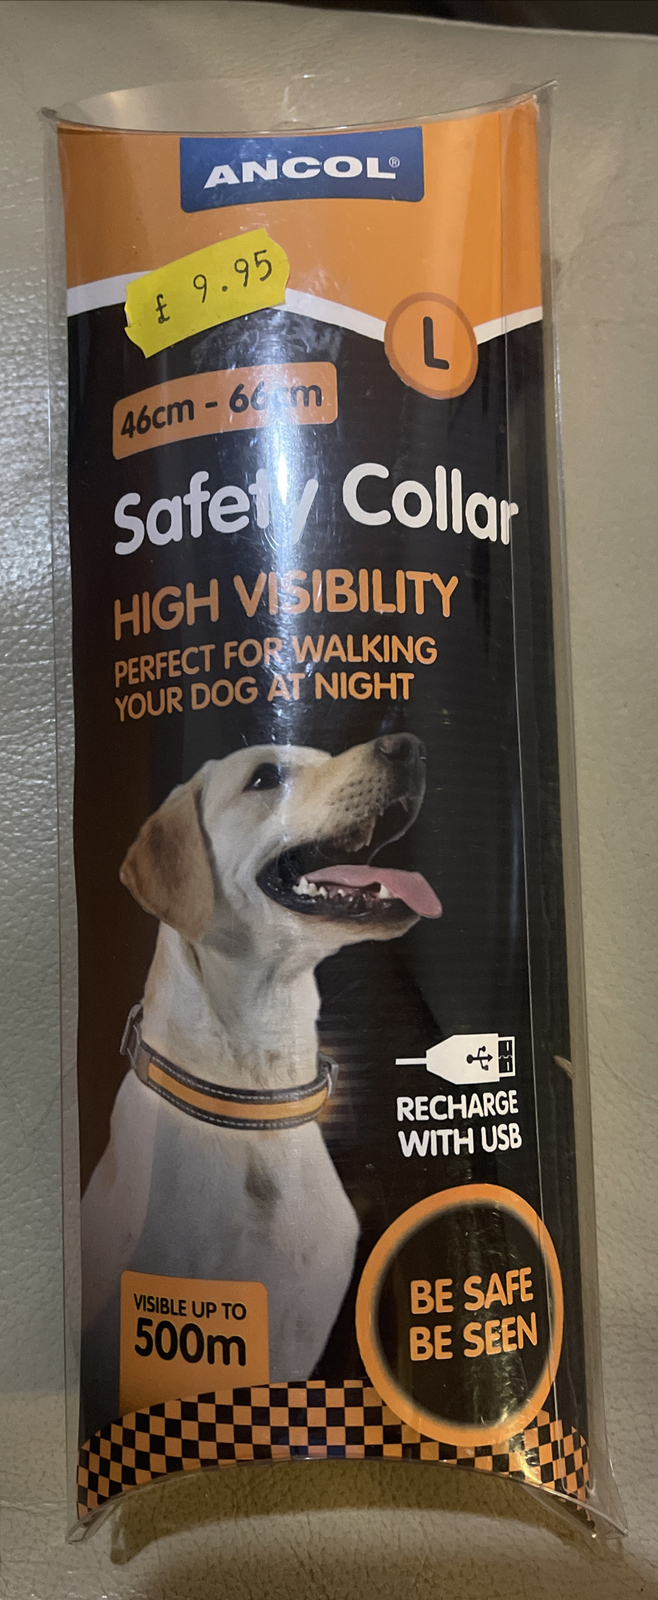 ANCOL®
£ 9.95
L
46cm - 66cm
Safety Collar
HIGH VISIBILITY
PERFECT FOR WALKING
YOUR DOG AT NIGHT
RECHARGE
WITH USB
VISIBLE UP TO
500m
BE SAFE
BE SEEN